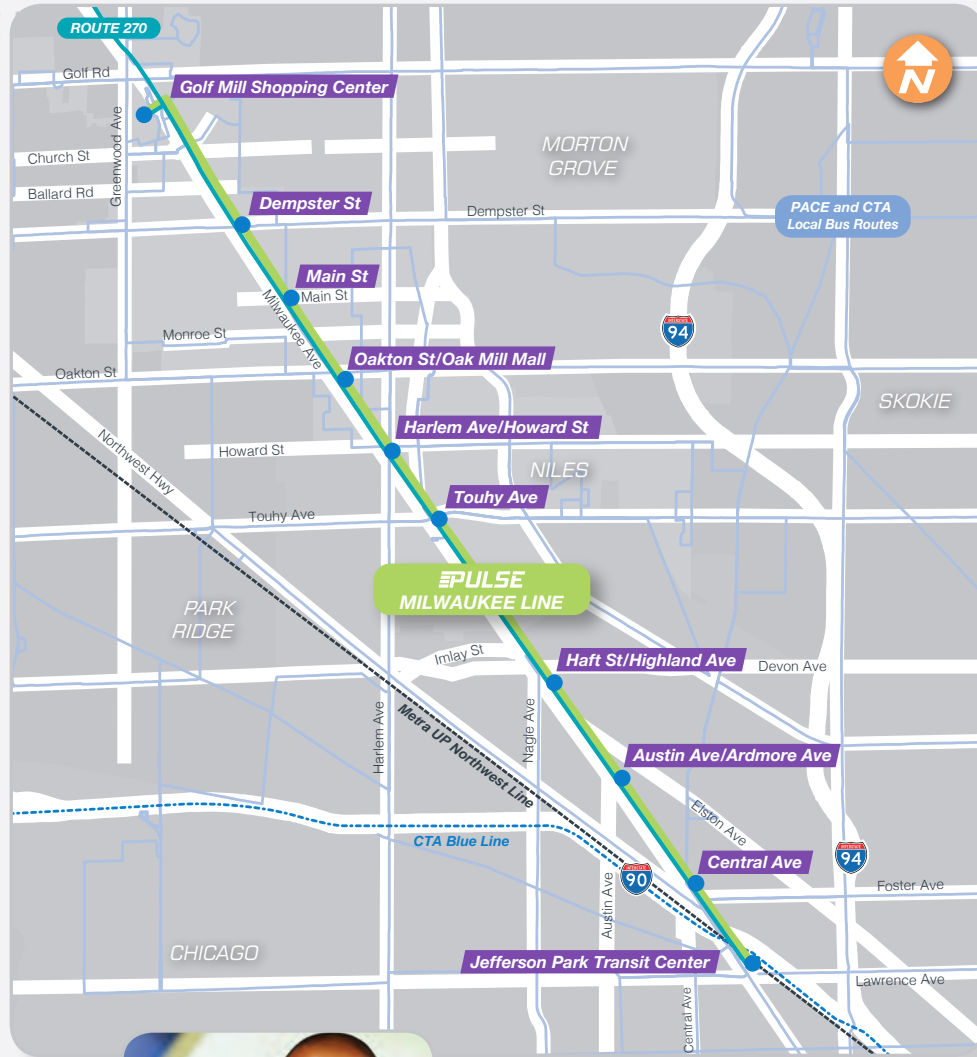 ROUTE 270
Golf Rd
Golf Mill Shopping Center
N
Greenwood Ave
Church St
MORTON
GROVE
Ballard Rd
Dempster St
Dempster St
PACE and CTA
Local Bus Routes
Main St
Main St
Milwaukee Ave
Monroe St
INTERSTATE
94
Oakton St/Oak Mill Mall
Oakton St
SKOKIE
Harlem Ave/Howard St
Northwest Hwy
Howard St
NILES
Touhy Ave
Touhy Ave
PULSE
MILWAUKEE LINE
PARK
RIDGE
Imlay St
Haft St/Highland Ave
Devon Ave
Harlem Ave
Metra UP Northwest Line
Nagle Ave
Austin Ave/Ardmore Ave
Elston Ave
CTA Blue Line
Central Ave
INTERSTATE
94
INTERSTATE
90
Austin Ave
Foster Ave
CHICAGO
Jefferson Park Transit Center
Lawrence Ave
Central Ave